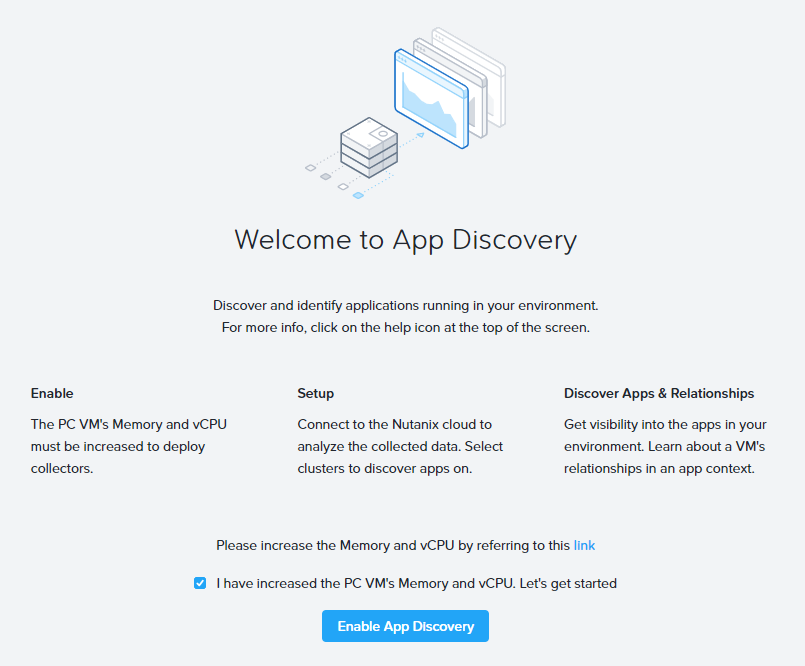 Welcome to App Discovery
Discover and identify applications running in your environment.
For more info, click on the help icon at the top of the screen.
Enable
The PC VM's Memory and vCPU
must be increased to deploy
collectors.
Setup
Connect to the Nutanix cloud to
analyze the collected data. Select
clusters to discover apps on.
Discover Apps & Relationships
Get visibility into the apps in your
environment. Learn about a VM's
relationships in an app context.
Please increase the Memory and vCPU by referring to this link
I have increased the PC VM's Memory and vCPU. Let's get started
Enable App Discovery